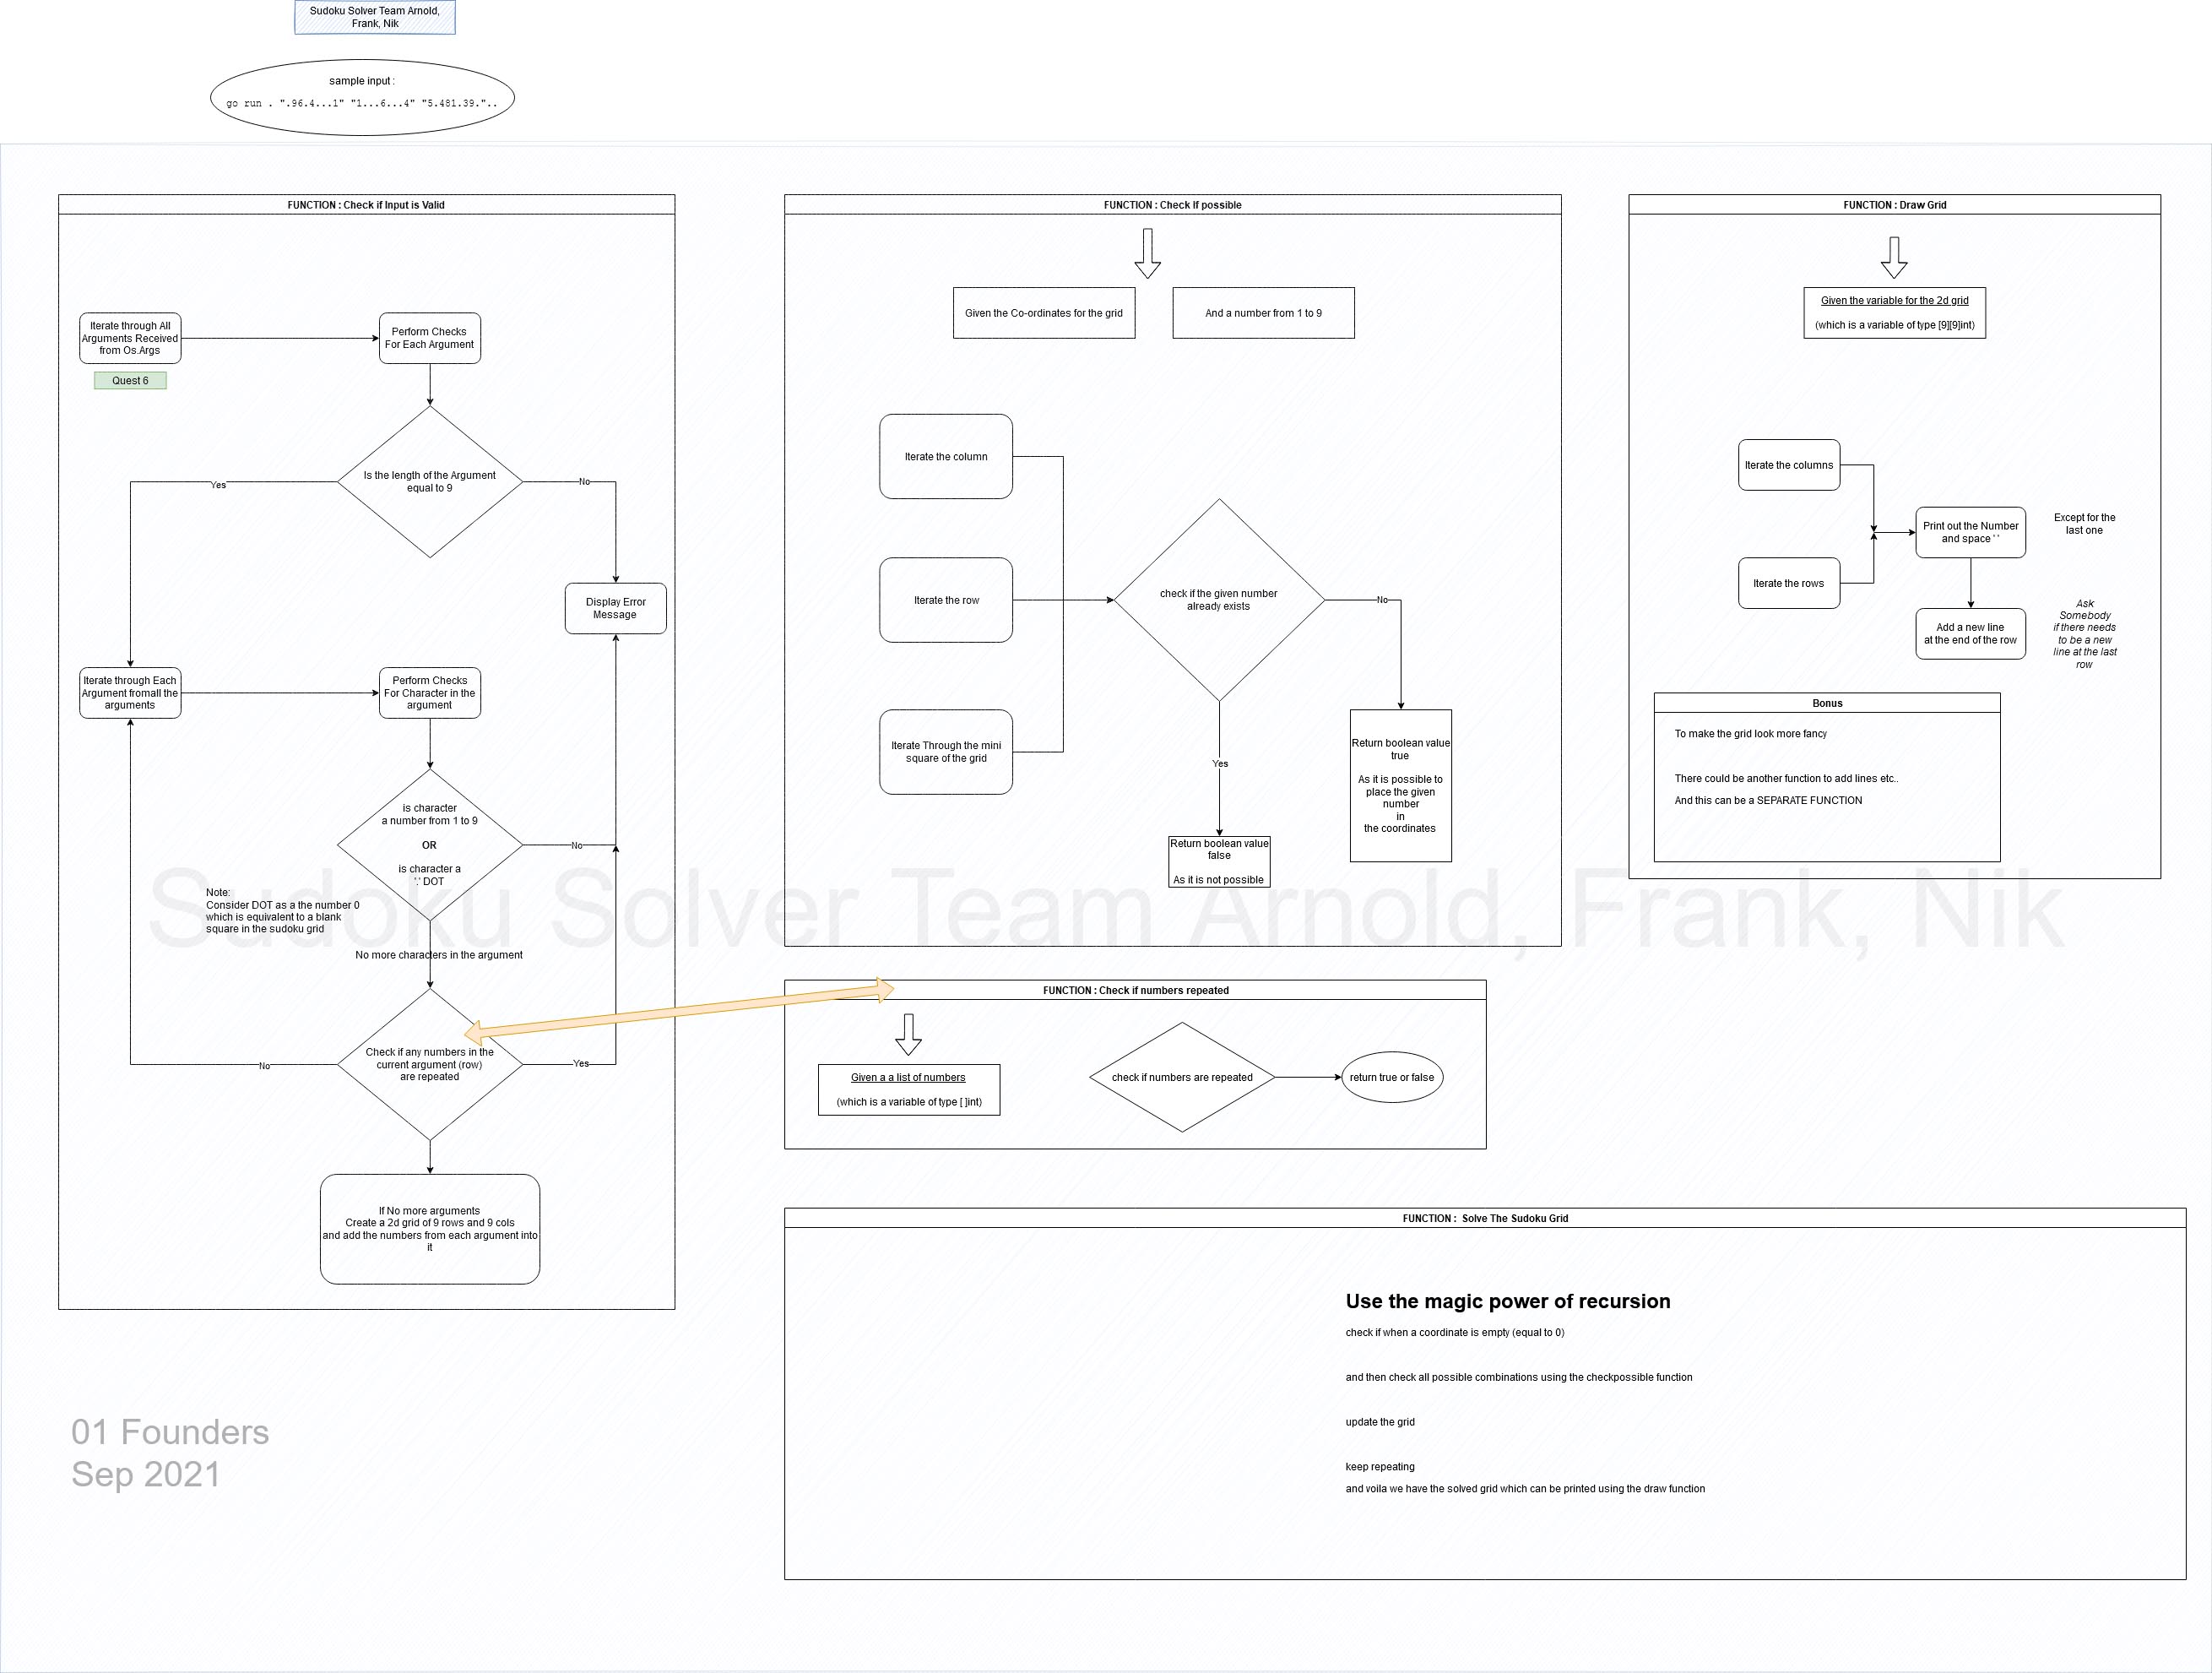 Sudoku Solver Team Arnold,
Frank, Nik
sample input :
go run . ".96.4...1" "1...6...4" "5.481.39."..
FUNCTION : Check if Input is Valid
Iterate through All
Arguments Received
from Os.Args
Quest 6
Perform Checks
For Each Argument
Is the length of the Argument
equal to 9
Yes
No
Display Error
Message
Iterate through Each
Argument fromall the
arguments
Perform Checks
For Character in the
argument
is character
a number from 1 to 9
OR
is character a
'.' DOT
No
Note:
Consider DOT as a the number 0
which is equivalent to a blank
square in the sudoku grid
No more characters in the argument
Check if any numbers in the
current argument (row)
are repeated
No
Yes
If No more arguments
Create a 2d grid of 9 rows and 9 cols
and add the numbers from each argument into
it
FUNCTION : Check If possible
Given the Co-ordinates for the grid
And a number from 1 to 9
Iterate the column
Iterate the row
Iterate Through the mini
square of the grid
check if the given number
already exists
No
Yes
Return boolean value
true
As it is possible to
place the given
number
in
the coordinates
Return boolean value
false
As it is not possible
FUNCTION : Draw Grid
Given the variable for the 2d grid
(which is a variable of type [9][9]int)
Iterate the columns
Iterate the rows
Print out the Number
and space ' '
Except for the
last one
Add a new line
at the end of the row
Ask
Somebody
if there needs
to be a new
line at the last
row
Bonus
To make the grid look more fancy
There could be another function to add lines etc..
And this can be a SEPARATE FUNCTION
Sudoku Solver Team Arnold, Frank, Nik
FUNCTION : Check if numbers repeated
Given a a list of numbers
(which is a variable of type [ ]int)
check if numbers are repeated
return true or false
FUNCTION : Solve The Sudoku Grid
Use the magic power of recursion
check if when a coordinate is empty (equal to 0)
and then check all possible combinations using the checkpossible function
update the grid
keep repeating
and voila we have the solved grid which can be printed using the draw function
01 Founders
Sep 2021